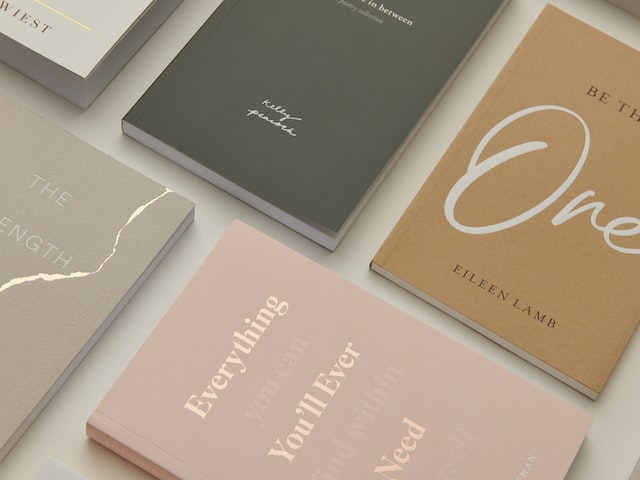 WIEST
e in between
poetry collection
kelly
peacock
BE TH
One
EILEEN LAMB
THE
ENGTH
Everything
you can
You'll Ever
find within
Need
rself
MAN